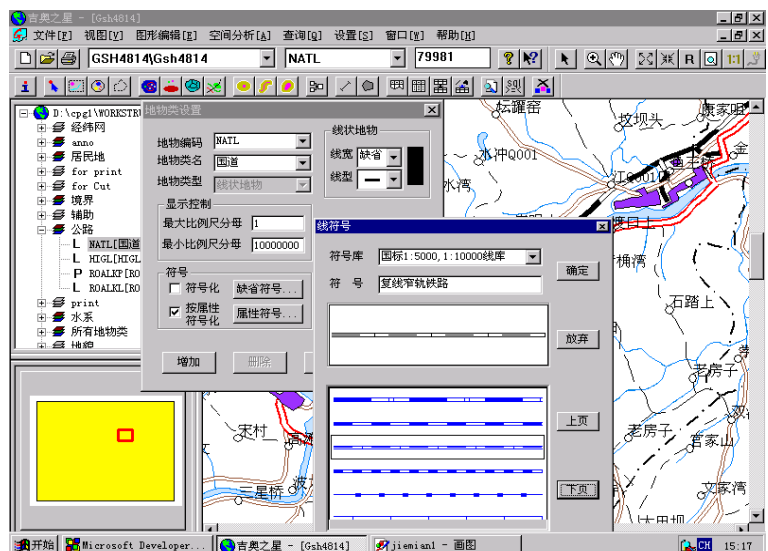 吉奥之星 - [Gsh4814]
文件[F] 视图[V] 图形编辑[E] 空间分析[A] 查询[Q] 设置[S] 窗口[W] 帮助[H]
GSH4814\Gsh4814 NATL 79981
R 1:1
D:\cpg1\WORKSTR
经纬网
anno
居民地
for print
for Cut
境界
辅助
公路
L NATL[国道
L HIGL[HIGL
P ROALKP[RO
L ROALKL[RO
print
水系
所有地物类
地貌
地物类设置
地物编码 NATL
地物类名 国道
地物类型 线状地物
线状地物
线宽 缺省
线型
显示控制
最大比例尺分母 1
最小比例尺分母 10000000
符号
符号化 缺省符号...
按属性符号化 属性符号...
增加 删除
线符号
符号库 国标1:5000,1:10000线库
符 号 复线窄轨铁路
确定
放弃
上页
下页
坛罐窑
坟坝头
康家咀
水冲Q001
水湾
石踏上
老房子
老房子
官家山
文家湾
宋村
三星桥
开始 Microsoft Developer... 吉奥之星 - [Gsh4814] jiemian1 - 画图 CH 15:17